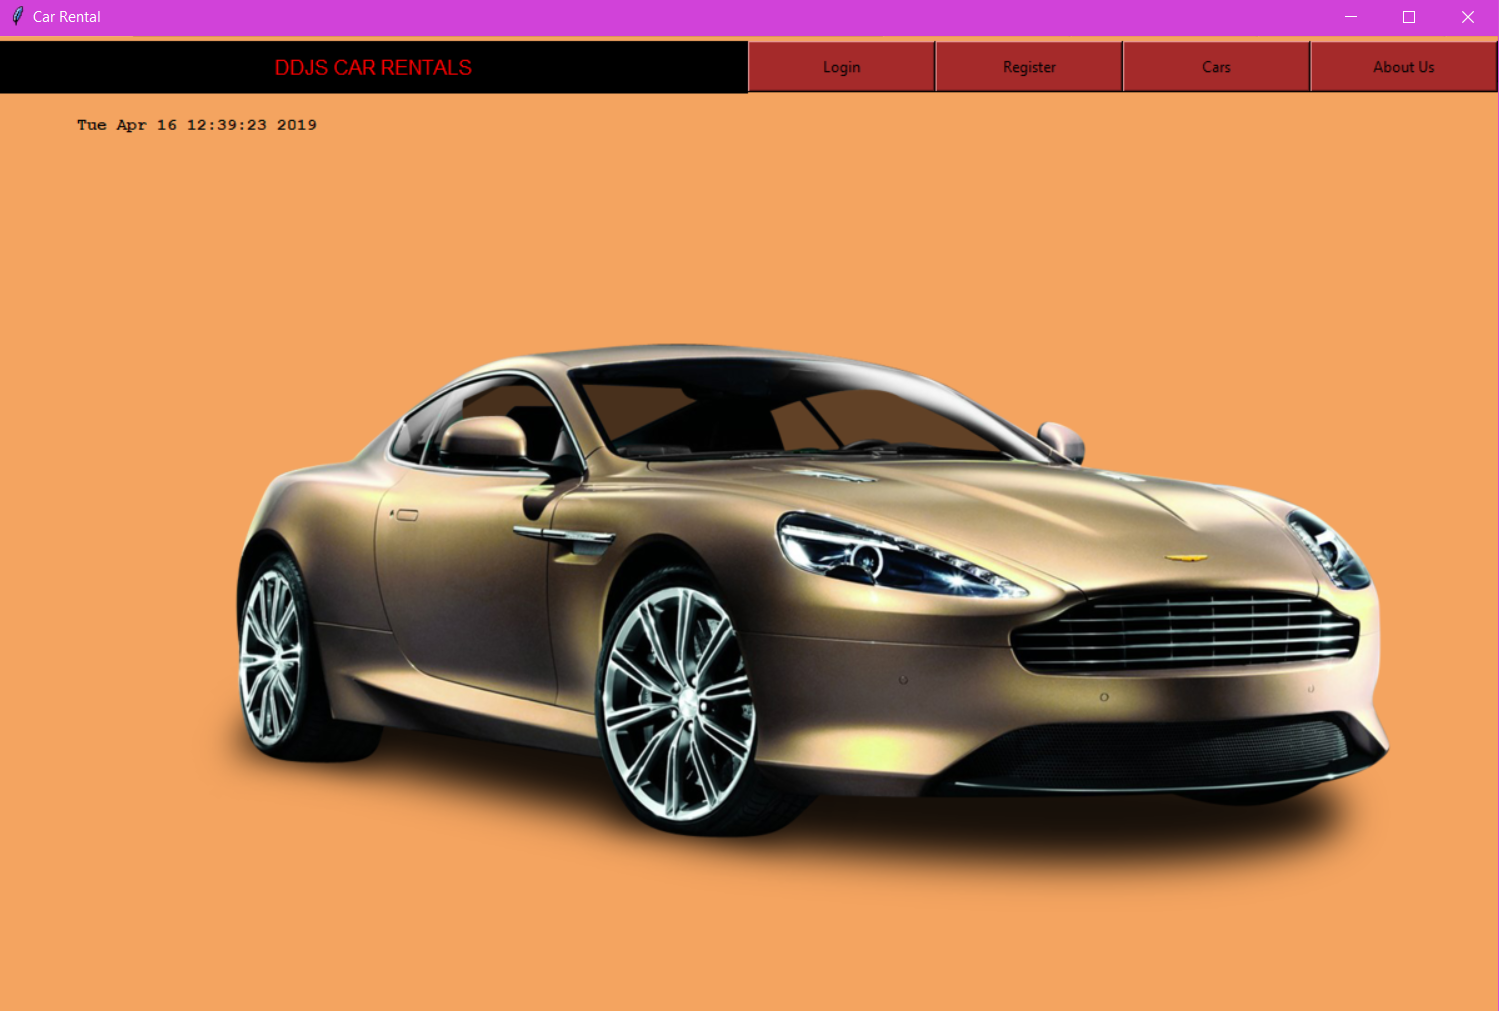 Car Rental
DDJS CAR RENTALS
Login
Register
Cars
About Us
Tue Apr 16 12:39:23 2019